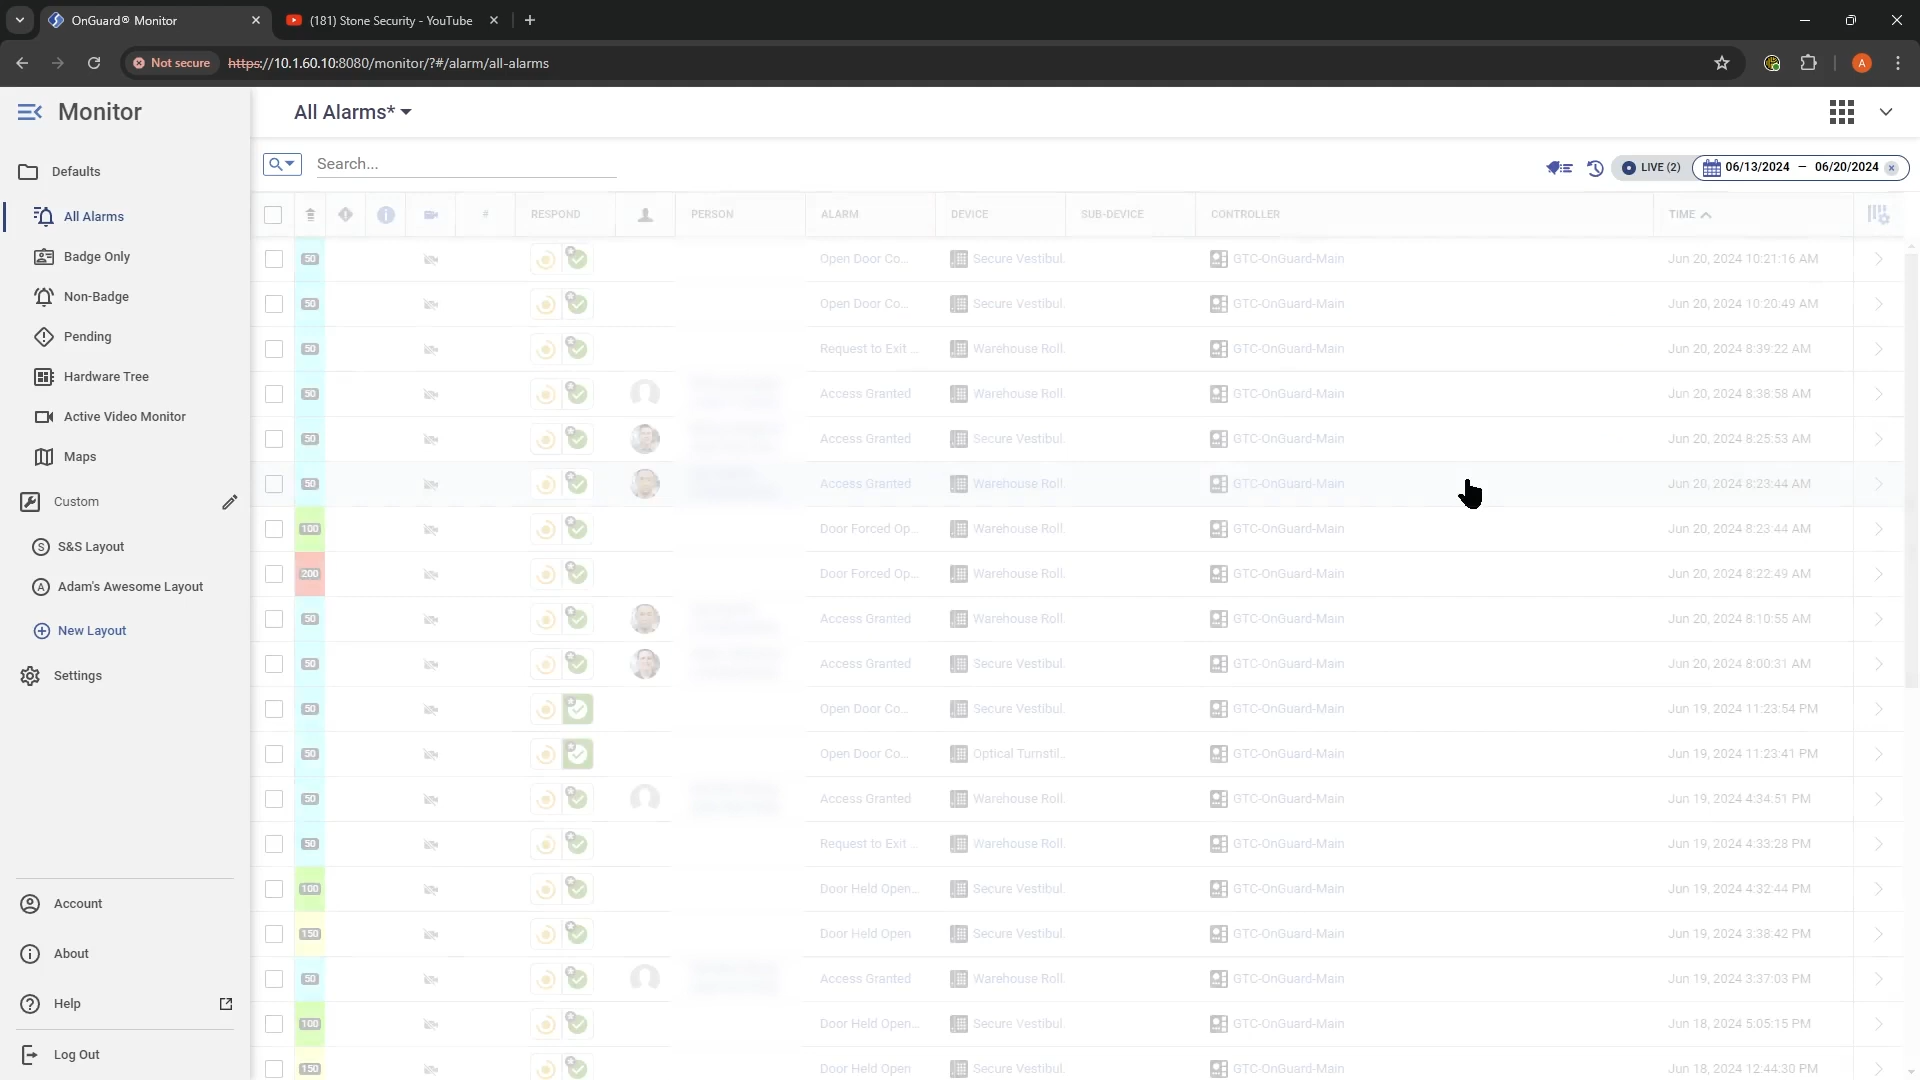 OnGuard® Monitor
(181) Stone Security - YouTube
Not secure
https://10.1.60.10:8080/monitor/?#/alarm/all-alarms
A
Monitor
All Alarms*
Defaults
Search...
LIVE (2)
06/13/2024 – 06/20/2024
All Alarms
# RESPOND PERSON ALARM DEVICE SUB-DEVICE CONTROLLER TIME
Badge Only
Non-Badge
Pending
Hardware Tree
Active Video Monitor
Maps
Custom
S S&S Layout
A Adam's Awesome Layout
New Layout
Settings
Account
About
Help
Log Out
50 Open Door Co... Secure Vestibul. GTC-OnGuard-Main Jun 20, 2024 10:21:16 AM
50 Open Door Co... Secure Vestibul. GTC-OnGuard-Main Jun 20, 2024 10:20:49 AM
50 Request to Exit ... Warehouse Roll. GTC-OnGuard-Main Jun 20, 2024 8:39:22 AM
50 Access Granted Warehouse Roll. GTC-OnGuard-Main Jun 20, 2024 8:38:58 AM
50 Access Granted Secure Vestibul. GTC-OnGuard-Main Jun 20, 2024 8:25:53 AM
50 Access Granted Warehouse Roll. GTC-OnGuard-Main Jun 20, 2024 8:23:44 AM
100 Door Forced Op... Warehouse Roll. GTC-OnGuard-Main Jun 20, 2024 8:23:44 AM
200 Door Forced Op... Warehouse Roll. GTC-OnGuard-Main Jun 20, 2024 8:22:49 AM
50 Access Granted Warehouse Roll. GTC-OnGuard-Main Jun 20, 2024 8:10:55 AM
50 Access Granted Secure Vestibul. GTC-OnGuard-Main Jun 20, 2024 8:00:31 AM
50 Open Door Co... Secure Vestibul. GTC-OnGuard-Main Jun 19, 2024 11:23:54 PM
50 Open Door Co... Optical Turnstil.. GTC-OnGuard-Main Jun 19, 2024 11:23:41 PM
50 Access Granted Warehouse Roll. GTC-OnGuard-Main Jun 19, 2024 4:34:51 PM
50 Request to Exit ... Warehouse Roll. GTC-OnGuard-Main Jun 19, 2024 4:33:28 PM
100 Door Held Open... Secure Vestibul. GTC-OnGuard-Main Jun 19, 2024 4:32:44 PM
150 Door Held Open Secure Vestibul. GTC-OnGuard-Main Jun 19, 2024 3:38:42 PM
50 Access Granted Warehouse Roll. GTC-OnGuard-Main Jun 19, 2024 3:37:03 PM
100 Door Held Open... Secure Vestibul. GTC-OnGuard-Main Jun 18, 2024 5:05:15 PM
150 Door Held Open Secure Vestibul. GTC-OnGuard-Main Jun 18, 2024 12:44:30 PM